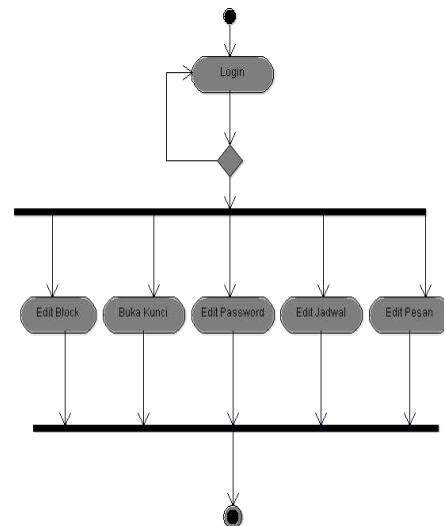 Login
Edit Block
Buka Kunci
Edit Password
Edit Jadwal
Edit Pesan